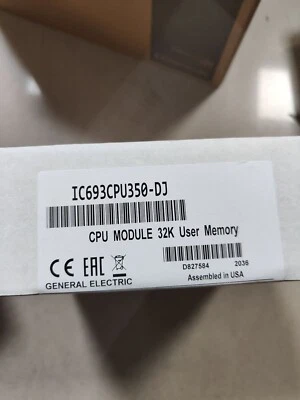 IC693CPU350-DJ
CPU MODULE 32K User Memory
CE EAC
D827584 2036
GENERAL ELECTRIC
Assembled in USA